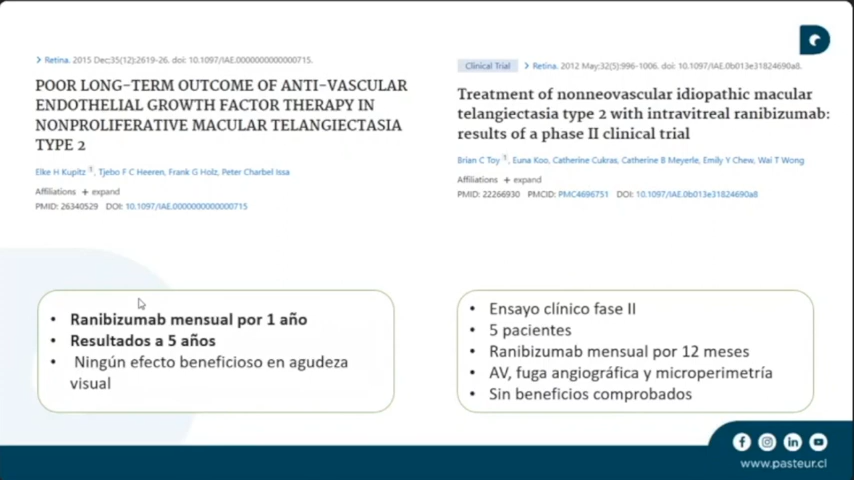 Retina. 2015 Dec;35(12):2619-26. doi: 10.1097/IAE.0000000000000715.
POOR LONG-TERM OUTCOME OF ANTI-VASCULAR
ENDOTHELIAL GROWTH FACTOR THERAPY IN
NONPROLIFERATIVE MACULAR TELANGIECTASIA
TYPE 2
Elke H Kupitz 1, Tjebo F C Heeren, Frank G Holz, Peter Charbel Issa
Affiliations + expand
PMID: 26340529 DOI: 10.1097/IAE.0000000000000715
Clinical Trial > Retina. 2012 May;32(5):996-1006. doi: 10.1097/IAE.0b013e31824690a8.
Treatment of nonneovascular idiopathic macular
telangiectasia type 2 with intravitreal ranibizumab:
results of a phase II clinical trial
Brian C Toy 1, Euna Koo, Catherine Cukras, Catherine B Meyerle, Emily Y Chew, Wai T Wong
Affiliations + expand
PMID: 22266930 PMCID: PMC4696751 DOI: 10.1097/IAE.0b013e31824690a8
• Ranibizumab mensual por 1 año
• Resultados a 5 años
• Ningún efecto beneficioso en agudeza
visual
• Ensayo clínico fase II
• 5 pacientes
• Ranibizumab mensual por 12 meses
• AV, fuga angiográfica y microperimetría
• Sin beneficios comprobados
www.pasteur.cl